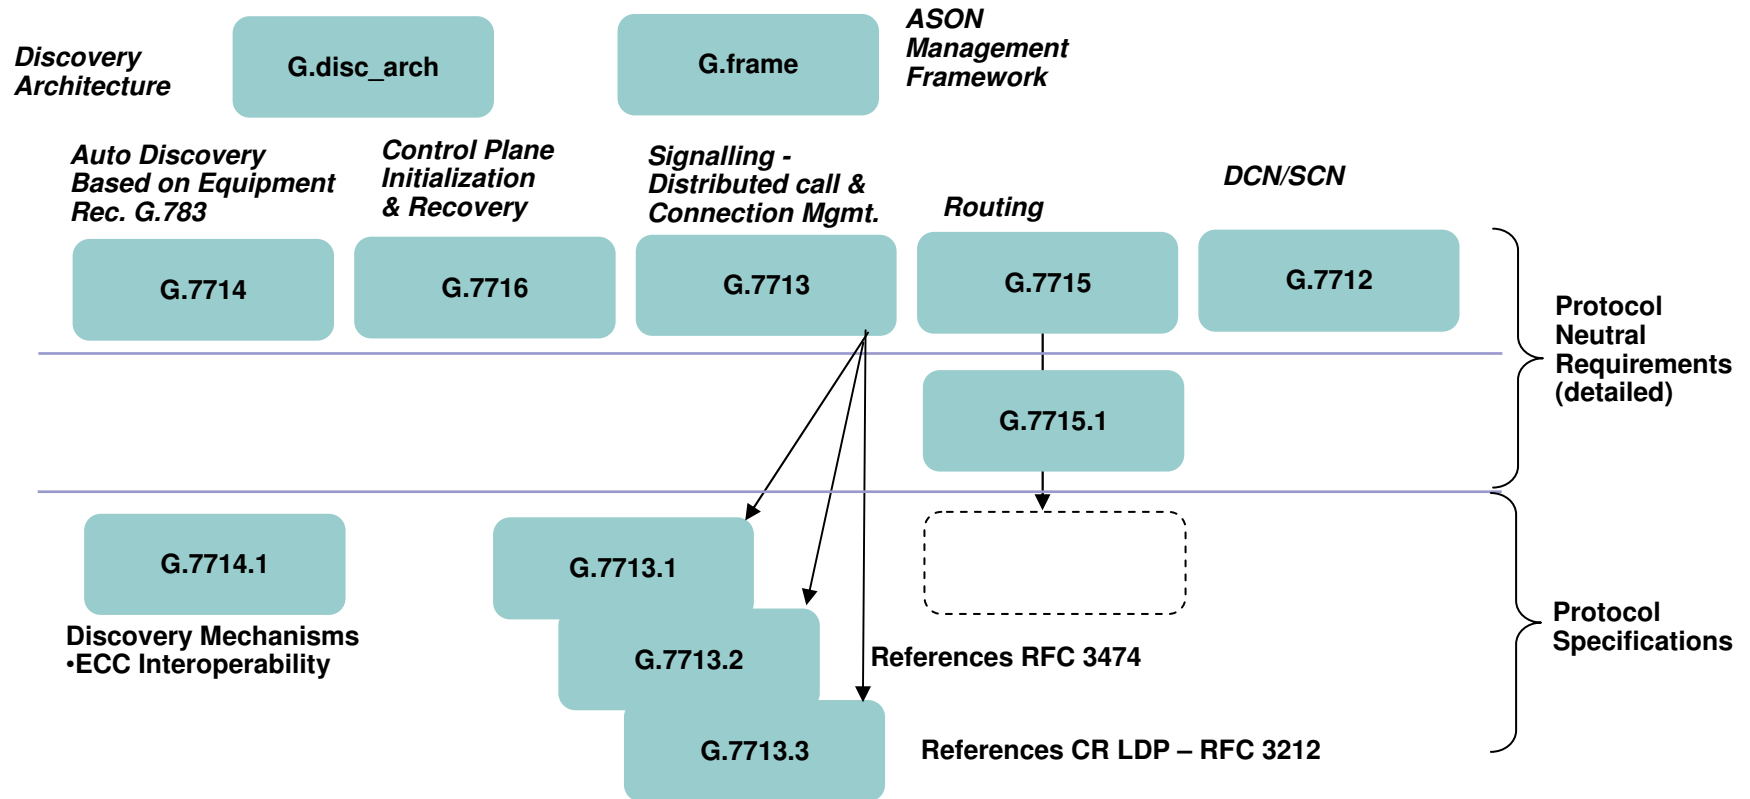 Discovery
Architecture
G.disc_arch
G.frame
ASON
Management
Framework
Auto Discovery
Based on Equipment
Rec. G.783
Control Plane
Initialization
& Recovery
Signalling -
Distributed call &
Connection Mgmt.
Routing
DCN/SCN
G.7714
G.7716
G.7713
G.7715
G.7712
Protocol
Neutral
Requirements
(detailed)
G.7715.1
G.7714.1
Discovery Mechanisms
•ECC Interoperability
G.7713.1
G.7713.2
References RFC 3474
G.7713.3
References CR LDP – RFC 3212
Protocol
Specifications